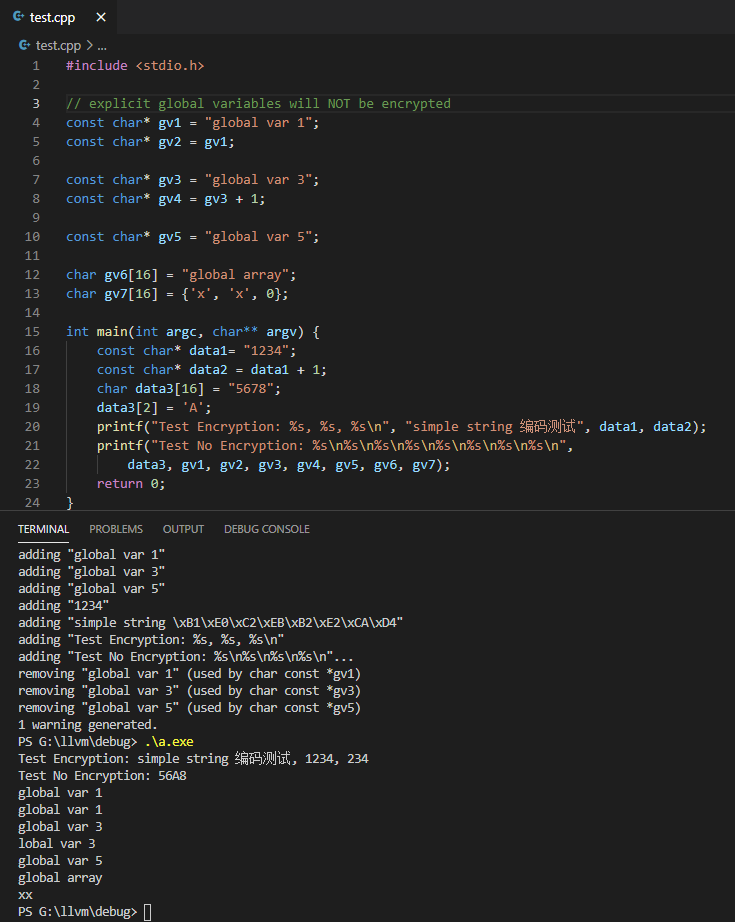 test.cpp ×
test.cpp > ...
1 #include <stdio.h>
2
3 // explicit global variables will NOT be encrypted
4 const char* gv1 = "global var 1";
5 const char* gv2 = gv1;
6
7 const char* gv3 = "global var 3";
8 const char* gv4 = gv3 + 1;
9
10 const char* gv5 = "global var 5";
11
12 char gv6[16] = "global array";
13 char gv7[16] = {'x', 'x', 0};
14
15 int main(int argc, char** argv) {
16     const char* data1= "1234";
17     const char* data2 = data1 + 1;
18     char data3[16] = "5678";
19     data3[2] = 'A';
20     printf("Test Encryption: %s, %s, %s\n", "simple string 编码测试", data1, data2);
21     printf("Test No Encryption: %s\n%s\n%s\n%s\n%s\n%s\n%s\n%s\n",
22         data3, gv1, gv2, gv3, gv4, gv5, gv6, gv7);
23     return 0;
24 }
TERMINAL PROBLEMS OUTPUT DEBUG CONSOLE
adding "global var 1"
adding "global var 3"
adding "global var 5"
adding "1234"
adding "simple string \xB1\xE0\xC2\xEB\xB2\xE2\xCA\xD4"
adding "Test Encryption: %s, %s, %s\n"
adding "Test No Encryption: %s\n%s\n%s\n%s\n"...
removing "global var 1" (used by char const *gv1)
removing "global var 3" (used by char const *gv3)
removing "global var 5" (used by char const *gv5)
1 warning generated.
PS G:\llvm\debug> .\a.exe
Test Encryption: simple string 编码测试, 1234, 234
Test No Encryption: 56A8
global var 1
global var 1
global var 3
lobal var 3
global var 5
global array
xx
PS G:\llvm\debug>